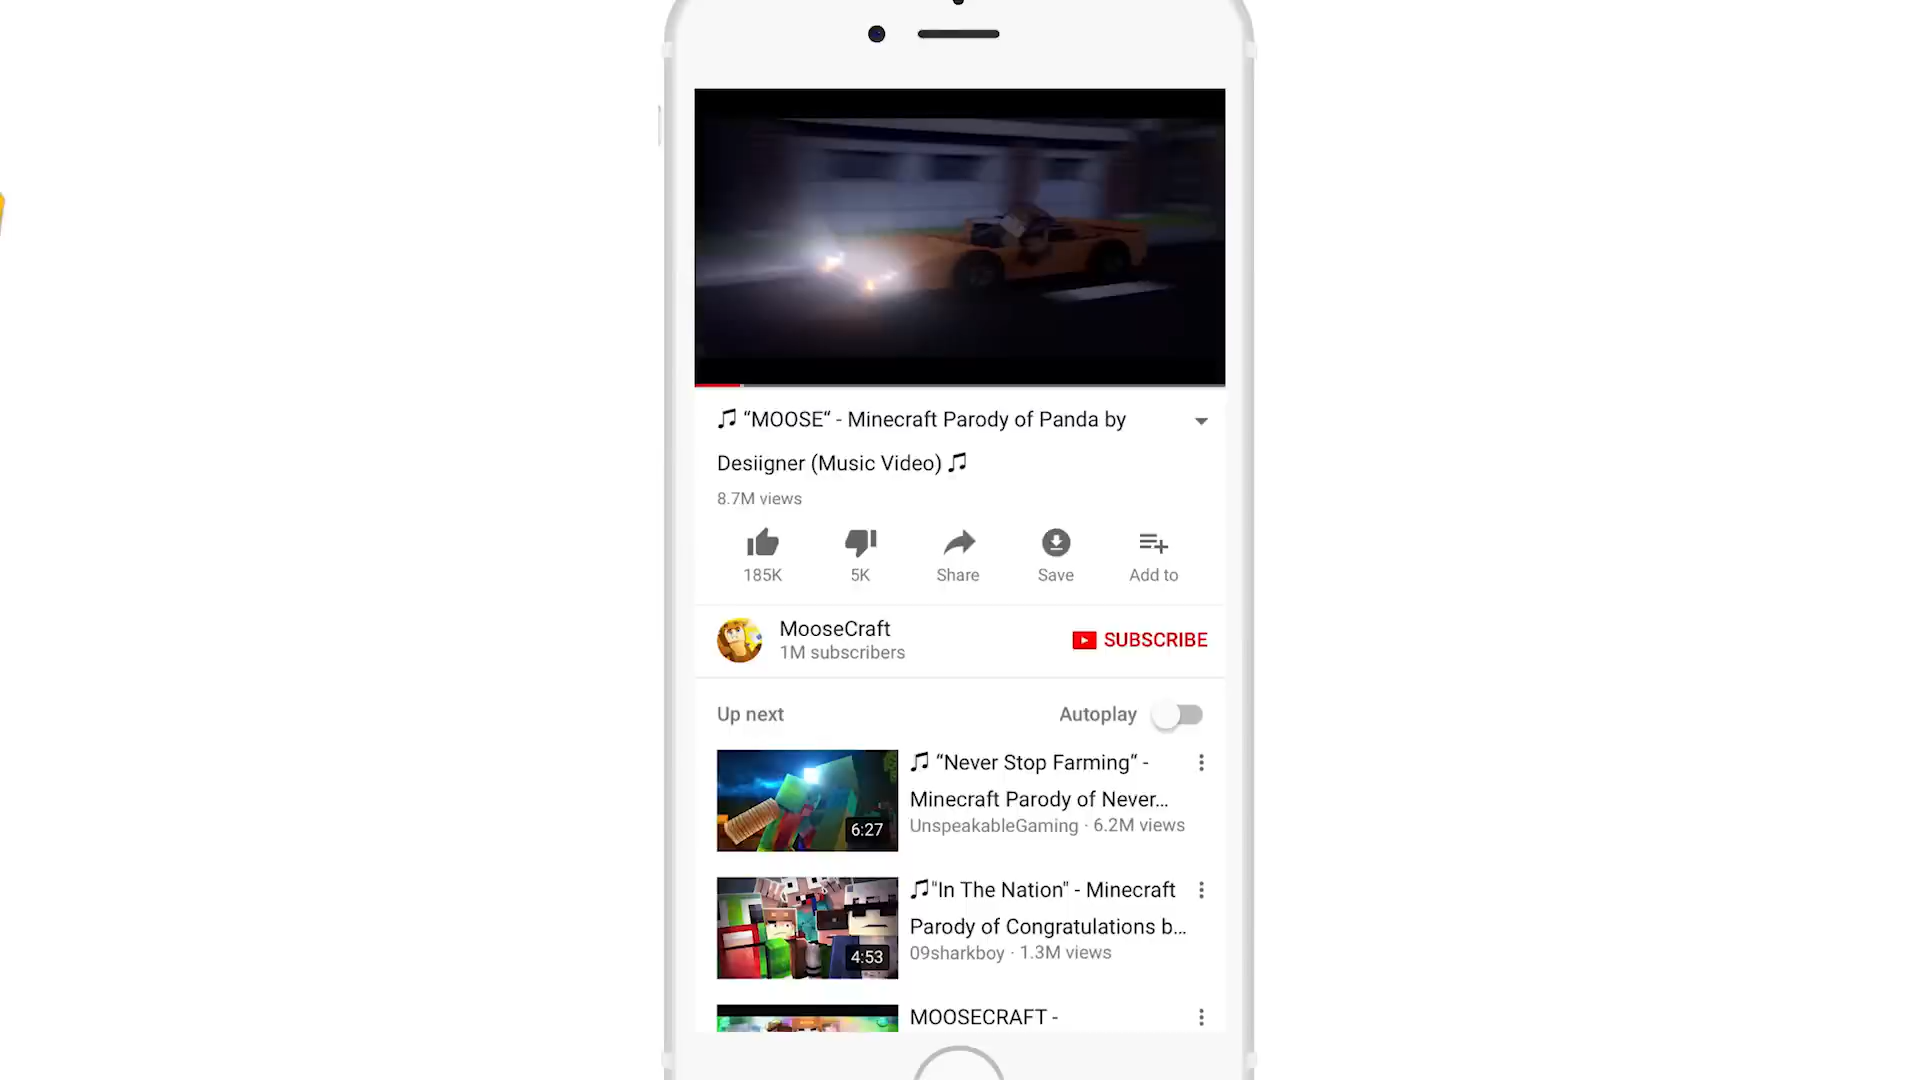 🎵 “MOOSE“ - Minecraft Parody of Panda by
Desiigner (Music Video) 🎵
8.7M views
185K
5K
Share
Save
Add to
MooseCraft
1M subscribers
SUBSCRIBE
Up next
Autoplay
🎵 “Never Stop Farming“ -
Minecraft Parody of Never...
UnspeakableGaming · 6.2M views
6:27
🎵"In The Nation" - Minecraft
Parody of Congratulations b...
09sharkboy · 1.3M views
4:53
MOOSECRAFT -